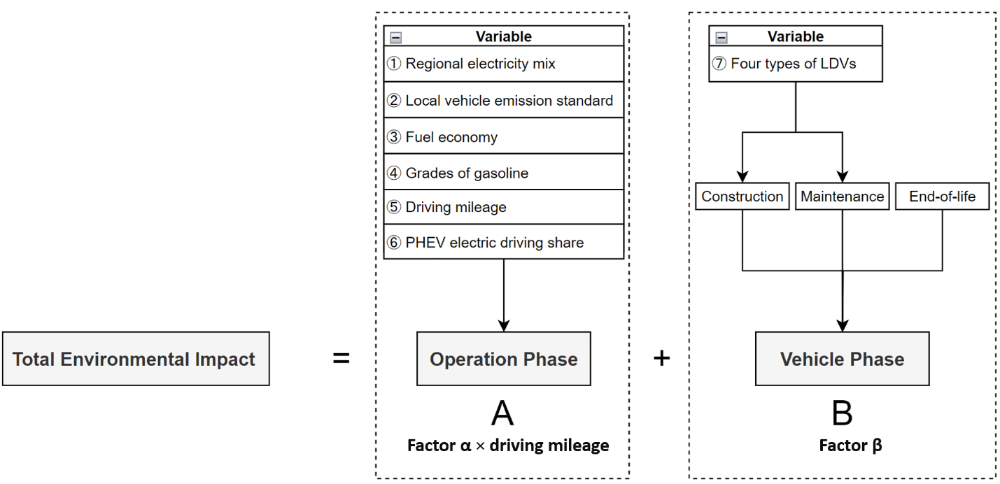 Variable
① Regional electricity mix
② Local vehicle emission standard
③ Fuel economy
④ Grades of gasoline
⑤ Driving mileage
⑥ PHEV electric driving share
Variable
⑦ Four types of LDVs
Construction
Maintenance
End-of-life
Total Environmental Impact
=
Operation Phase
+
Vehicle Phase
A
B
Factor α × driving mileage
Factor β